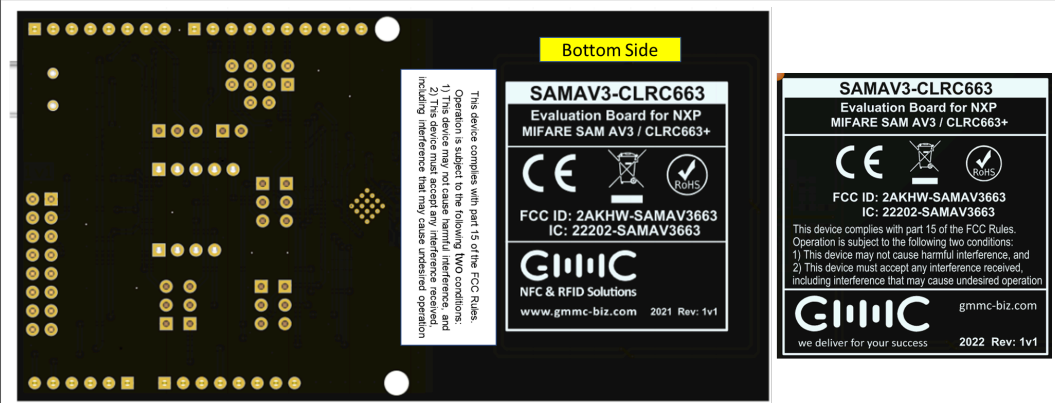 Bottom Side
This device complies with part 15 of the FCC Rules.
Operation is subject to the following two conditions:
1) This device may not cause harmful interference, and
2) This device must accept any interference received,
including interference that may cause undesired operation
SAMAV3-CLRC663
Evaluation Board for NXP
MIFARE SAM AV3 / CLRC663+
CE
RoHS
FCC ID: 2AKHW-SAMAV3663
IC: 22202-SAMAV3663
GMMC
NFC & RFID Solutions
www.gmmc-biz.com 2021 Rev: 1v1
SAMAV3-CLRC663
Evaluation Board for NXP
MIFARE SAM AV3 / CLRC663+
CE
RoHS
FCC ID: 2AKHW-SAMAV3663
IC: 22202-SAMAV3663
This device complies with part 15 of the FCC Rules.
Operation is subject to the following two conditions:
1) This device may not cause harmful interference, and
2) This device must accept any interference received,
including interference that may cause undesired operation
GMMC
gmmc-biz.com
we deliver for your success
2022 Rev: 1v1